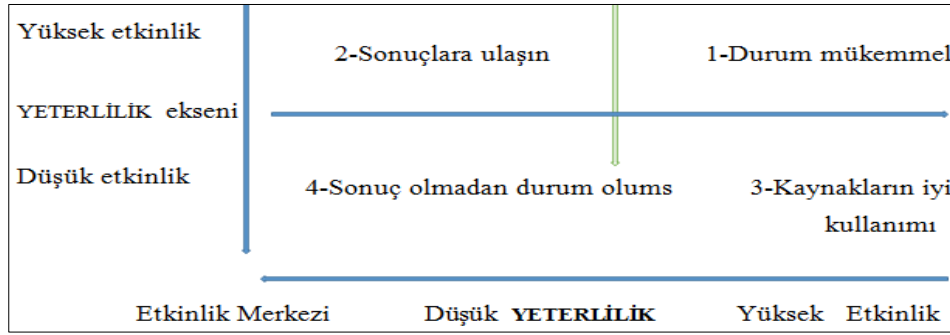 Yüksek etkinlik
2-Sonuçlara ulaşın
1-Durum mükemmel
YETERLİLİK ekseni
Düşük etkinlik
4-Sonuç olmadan durum olums
3-Kaynakların iyi
kullanımı
Etkinlik Merkezi
Düşük YETERLİLİK
Yüksek Etkinlik